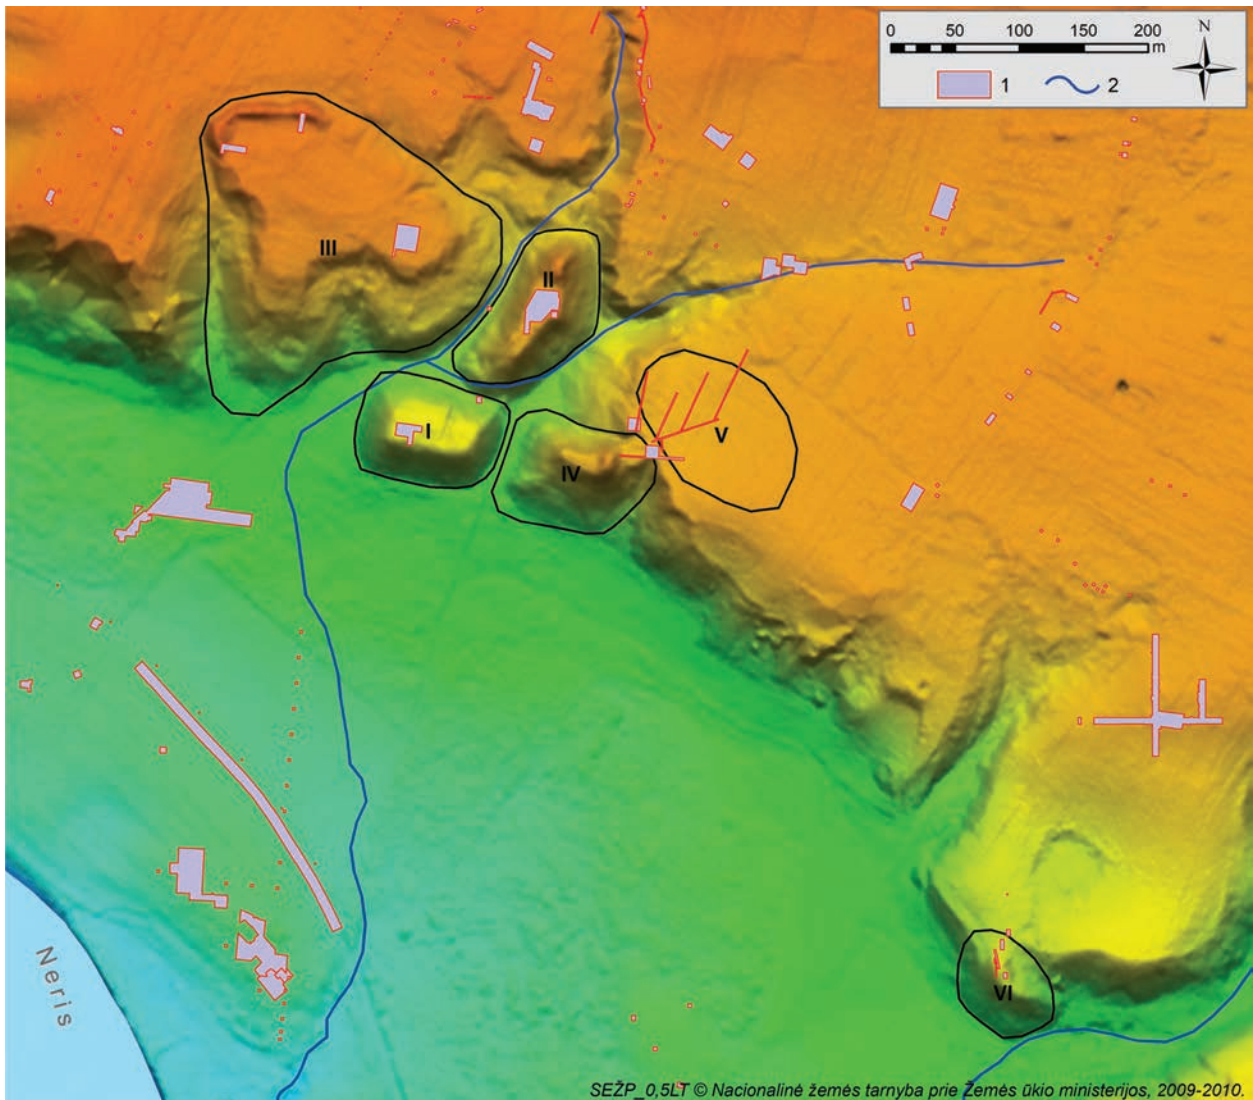 0 50 100 150 200
m
N
1 2
III
II
I
IV
V
VI
Neris
SEŽP_0,5LT © Nacionalinė žemės tarnyba prie Žemės ūkio ministerijos, 2009-2010.